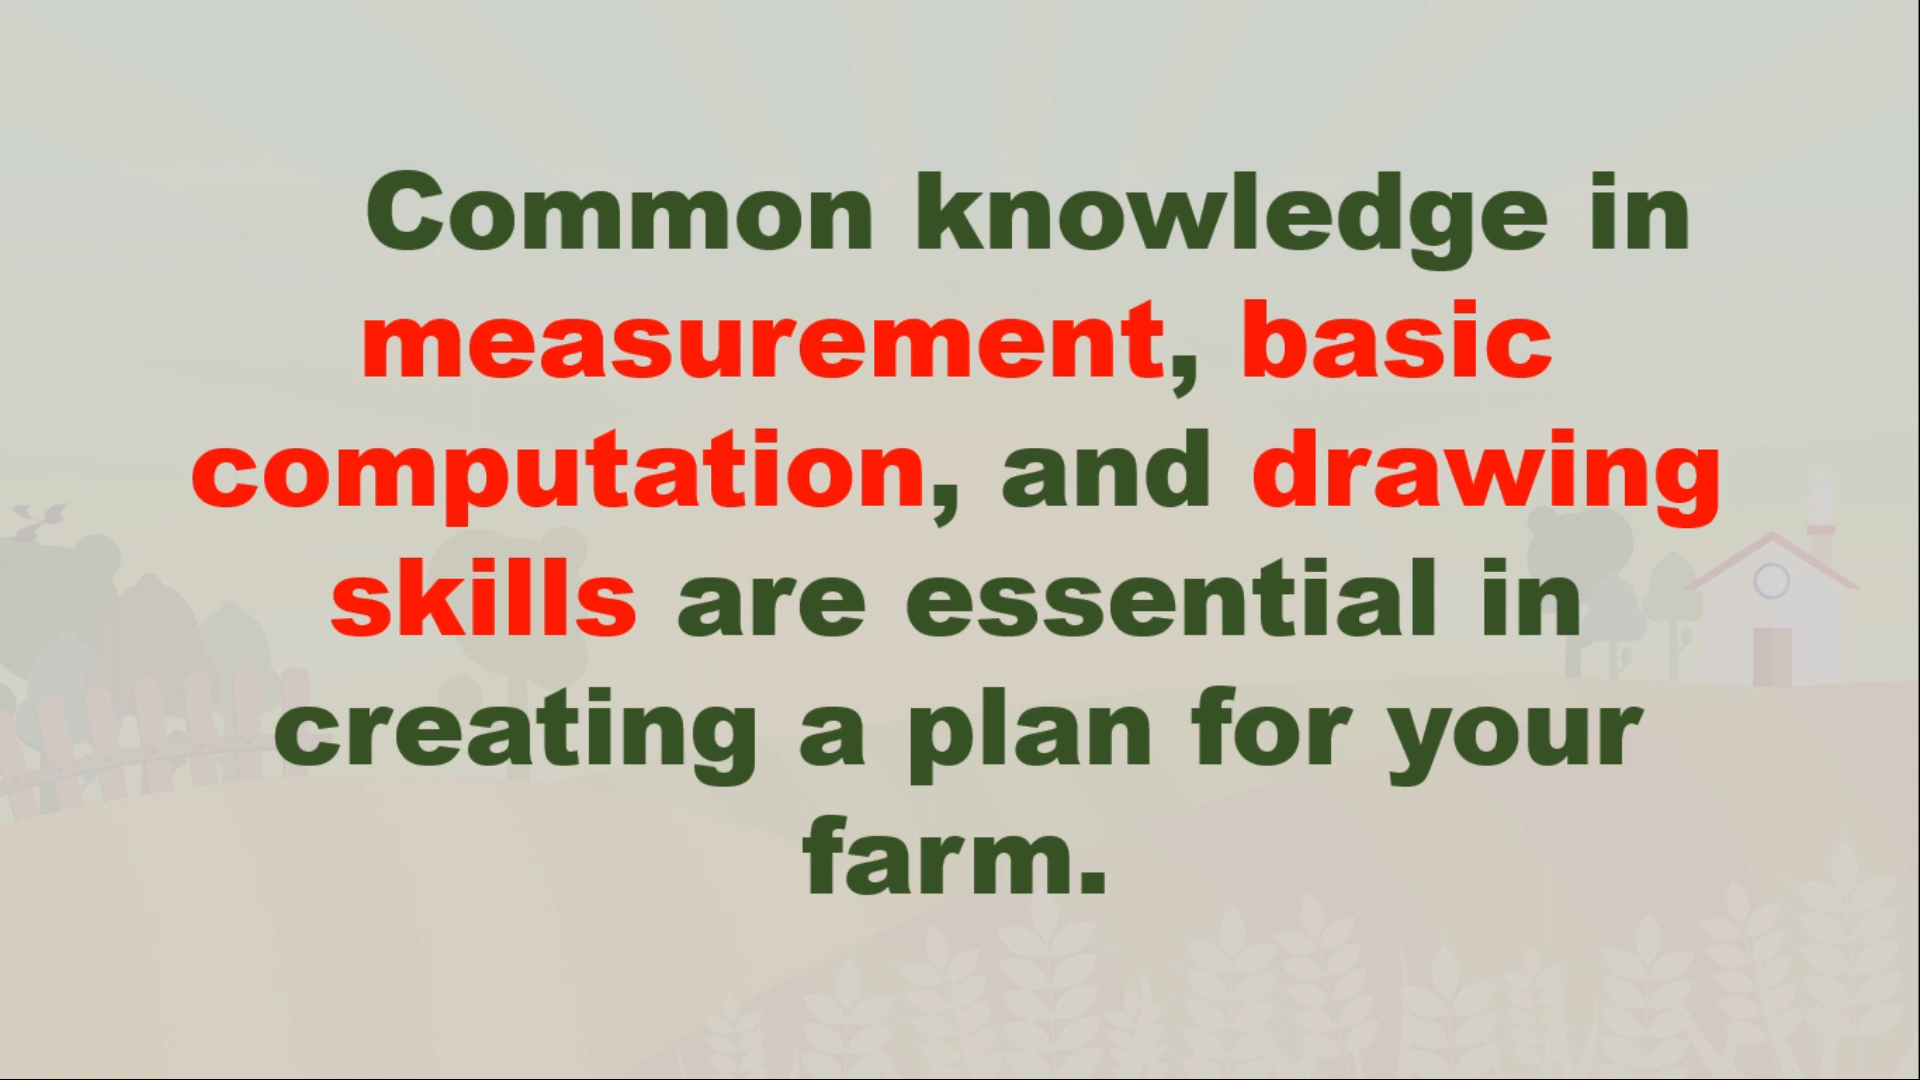 Common knowledge in
measurement, basic
computation, and drawing
skills are essential in
creating a plan for your
farm.